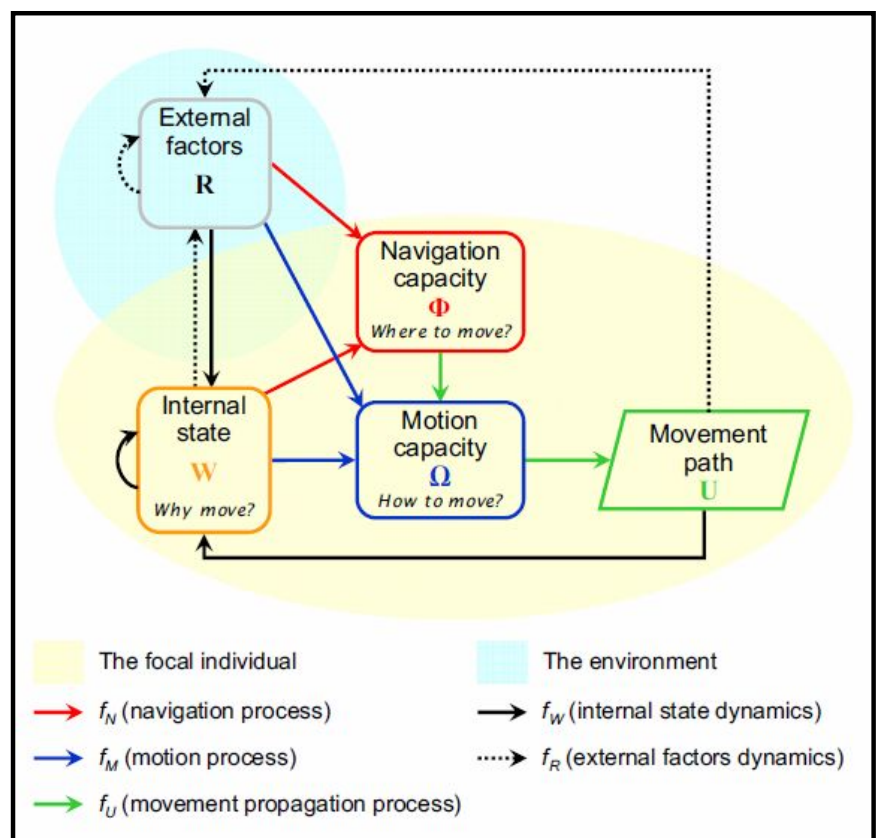 External
factors
R
Navigation
capacity
Φ
Where to move?
Internal
state
W
Why move?
Motion
capacity
Ω
How to move?
Movement
path
U
The focal individual
The environment
f_N (navigation process)
f_W (internal state dynamics)
f_M (motion process)
f_R (external factors dynamics)
f_U (movement propagation process)